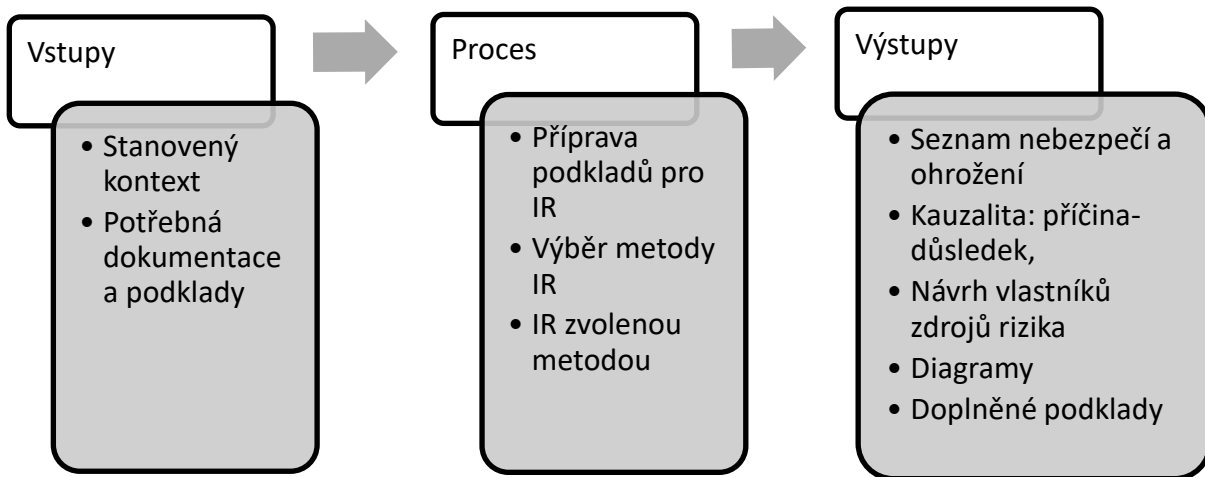 Vstupy
• Stanovený
kontext
• Potřebná
dokumentace
a podklady
Proces
• Příprava
podkladů pro
IR
• Výběr metody
IR
• IR zvolenou
metodou
Výstupy
• Seznam nebezpečí a
ohrožení
• Kauzalita: příčina-
důsledek,
• Návrh vlastníků
zdrojů rizika
• Diagramy
• Doplněné podklady